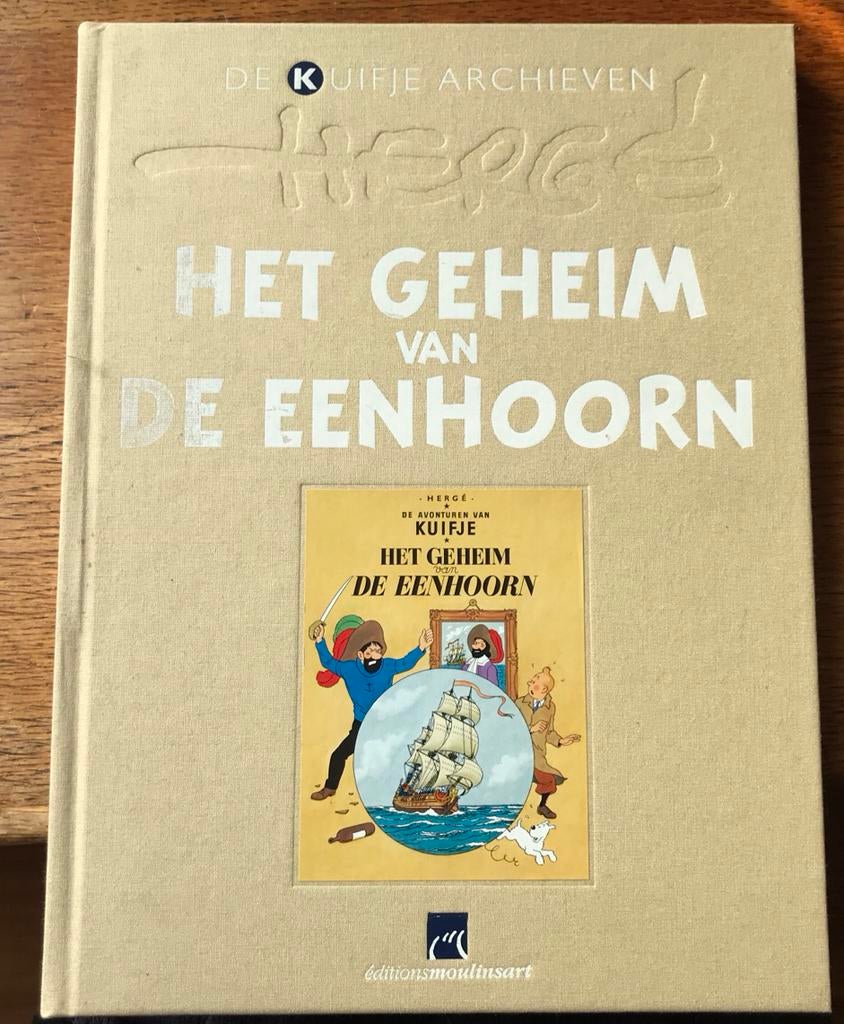 DE KUIFJE ARCHIEVEN
HERGÉ
HET GEHEIM
VAN
DE EENHOORN
· HERGÉ ·
DE AVONTUREN VAN
KUIFJE
HET GEHEIM
van
DE EENHOORN
éditionsmoulinsart